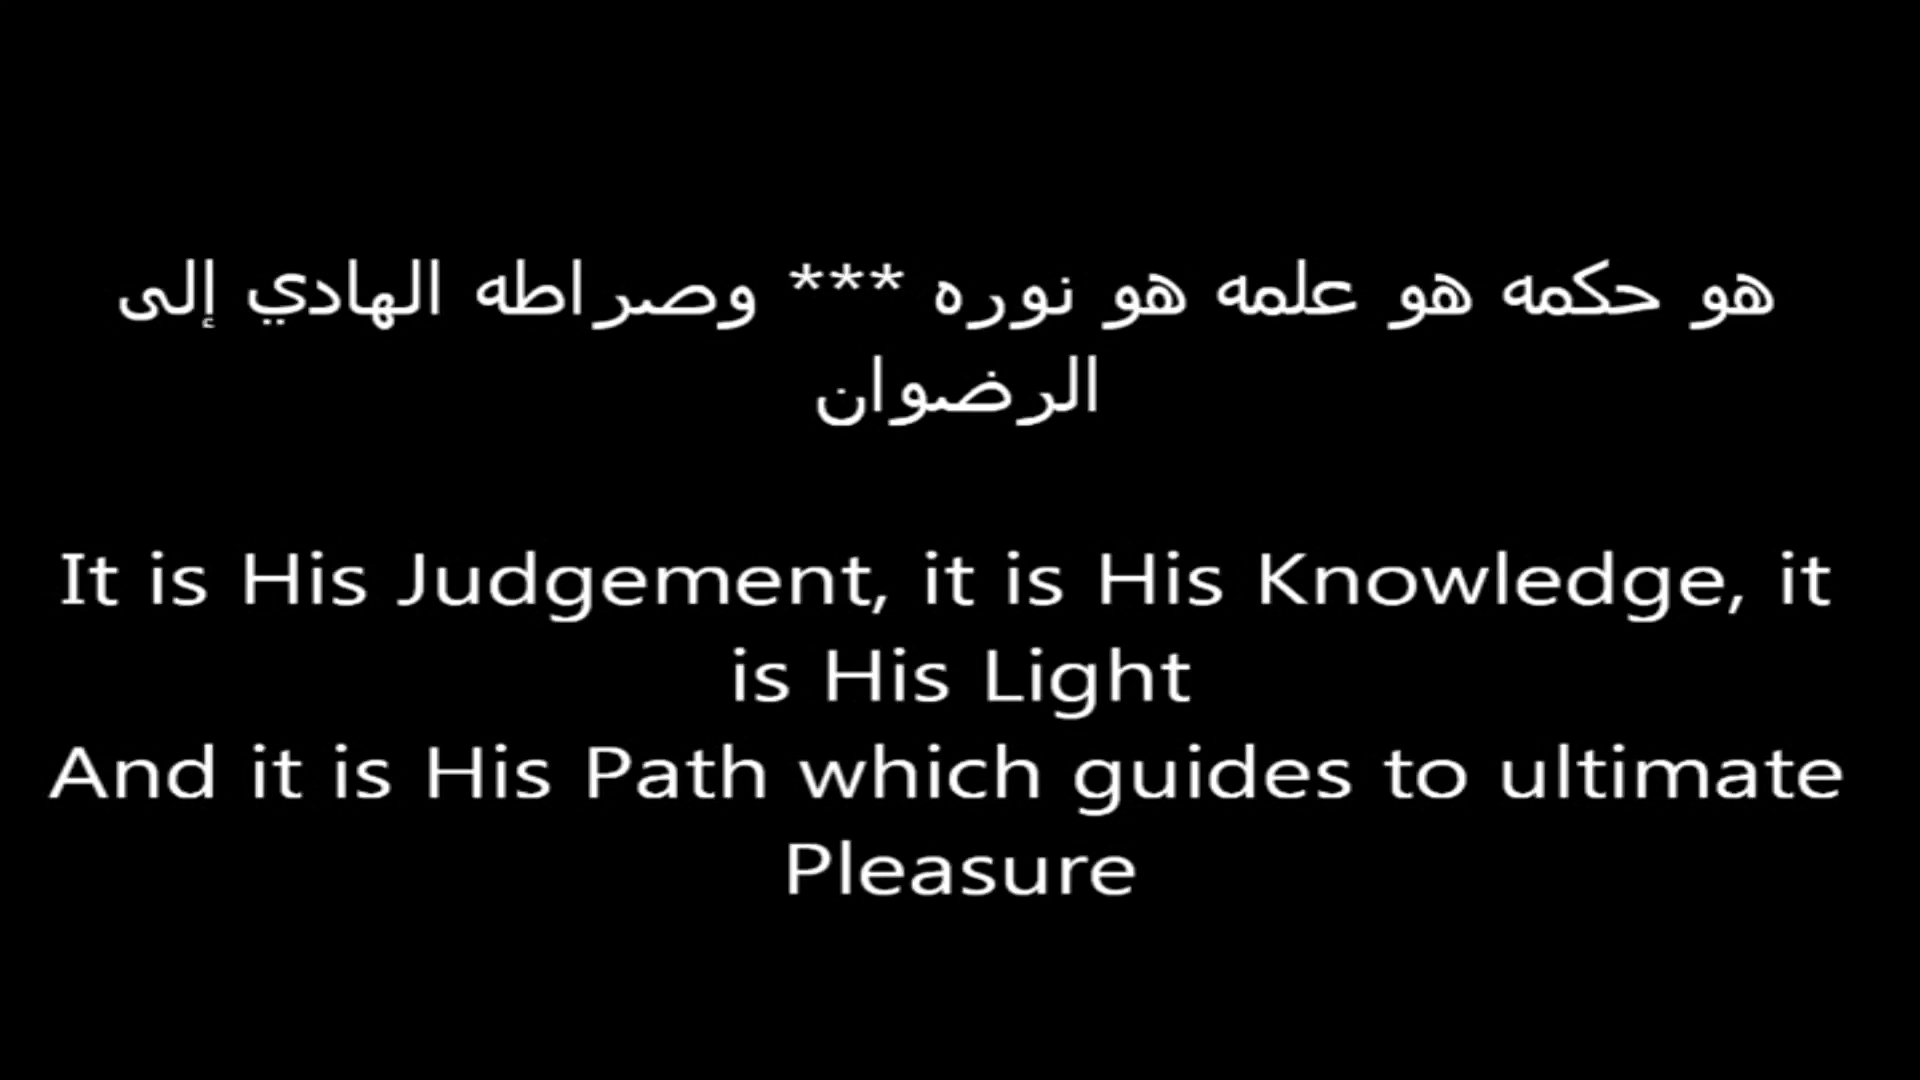 هو حكمه هو علمه هو نوره *** وصراطه الهادي إلى
الرضوان
It is His Judgement, it is His Knowledge, it
is His Light
And it is His Path which guides to ultimate
Pleasure